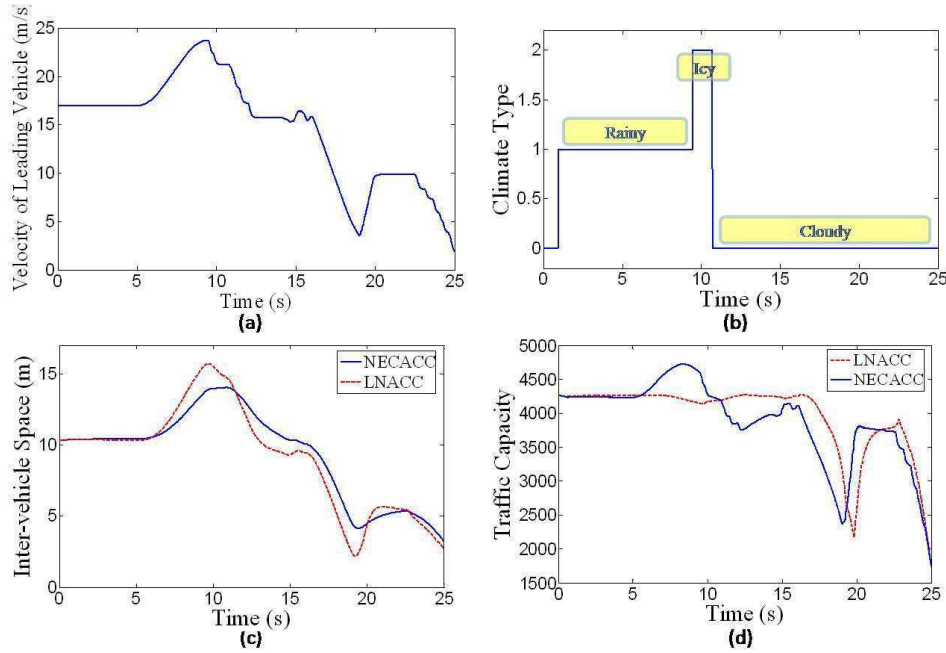 Velocity of Leading Vehicle (m/s
25
20
15
10
5
0
0 5 10 15 20 25
Time (s)
(a)
Climate Type
2
1.5
1
0.5
0
Icy
Rainy
Cloudy
0 5 10 15 20 25
Time (s)
(b)
Inter-vehicle Space (m)
15
10
5
0
NECACC
LNACC
0 5 10 15 20 25
Time (s)
(c)
Traffic Capacity
5000
4500
4000
3500
3000
2500
2000
1500
LNACC
NECACC
0 5 10 15 20 25
Time (s)
(d)